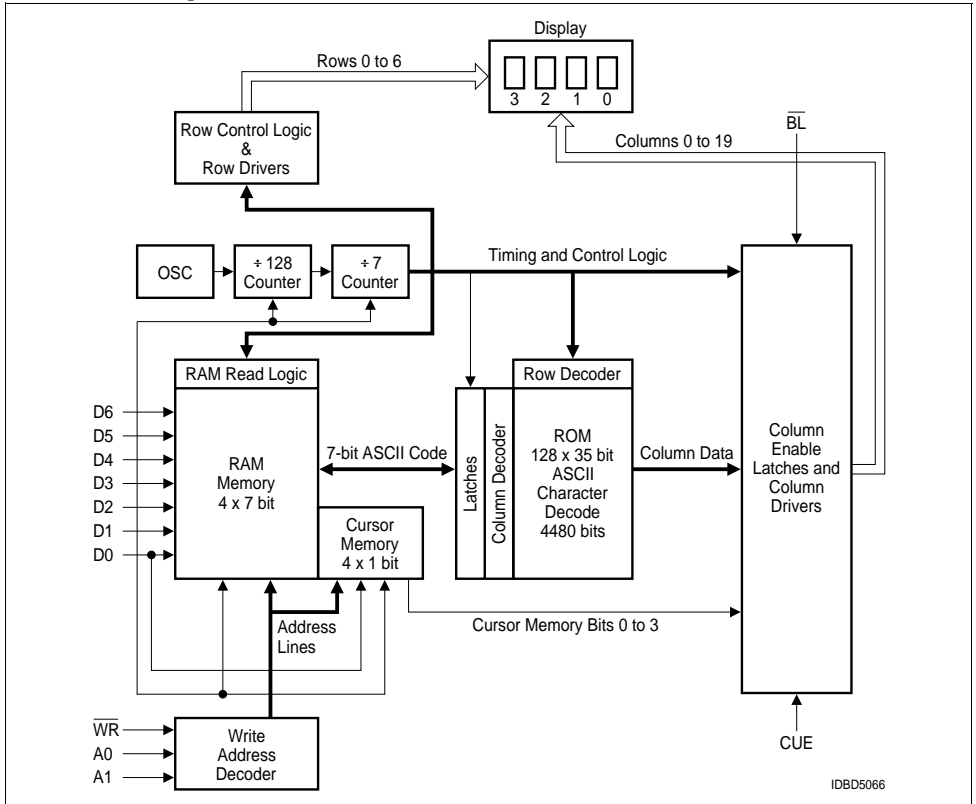 Display
Rows 0 to 6
3 2 1 0
Row Control Logic
&
Row Drivers
Columns 0 to 19
B̅L̅
OSC
÷ 128
Counter
÷ 7
Counter
Timing and Control Logic
RAM Read Logic
Row Decoder
D6
D5
D4
D3
D2
D1
D0
RAM
Memory
4 x 7 bit
7-bit ASCII Code
Latches
Column Decoder
ROM
128 x 35 bit
ASCII
Character
Decode
4480 bits
Column Data
Column
Enable
Latches and
Column
Drivers
Cursor
Memory
4 x 1 bit
Address
Lines
Cursor Memory Bits 0 to 3
W̅R̅
A0
A1
Write
Address
Decoder
CUE
IDBD5066